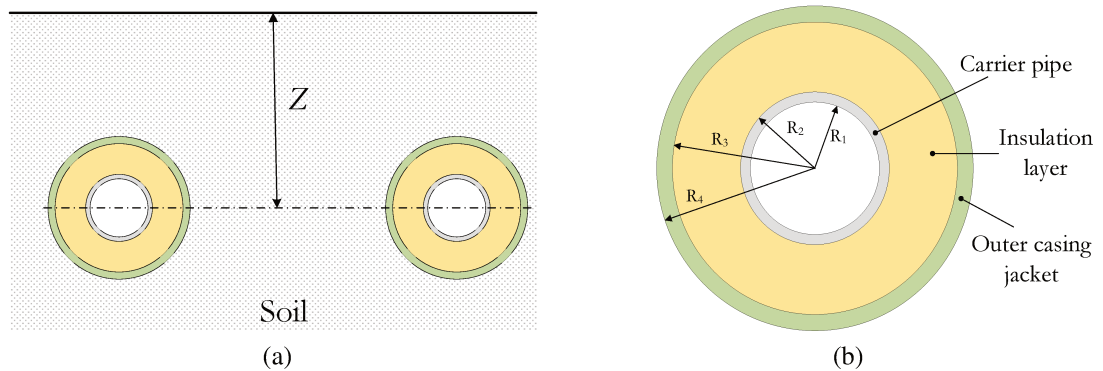 Z
Soil
(a)
Carrier pipe
R₂
R₁
R₃
Insulation
layer
R₄
Outer casing
jacket
(b)